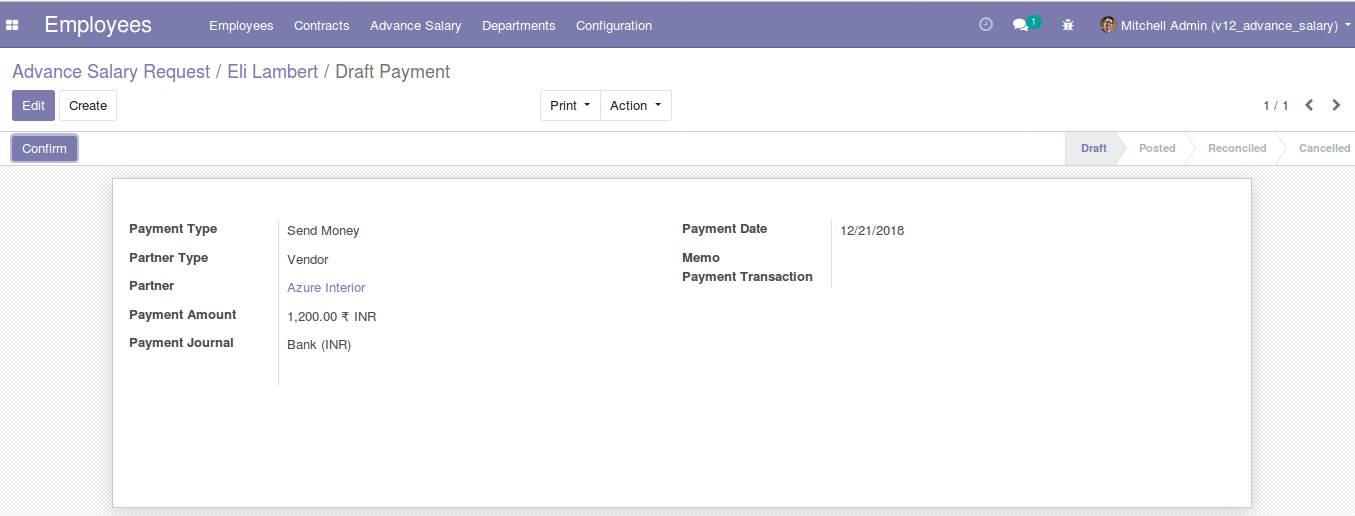 Employees Employees Contracts Advance Salary Departments Configuration 1 Mitchell Admin (v12_advance_salary)
Advance Salary Request / Eli Lambert / Draft Payment
Edit Create Print Action 1 / 1
Confirm Draft Posted Reconciled Cancelled
Payment Type Send Money Payment Date 12/21/2018
Partner Type Vendor Memo
Payment Transaction
Partner Azure Interior
Payment Amount 1,200.00 ₹ INR
Payment Journal Bank (INR)